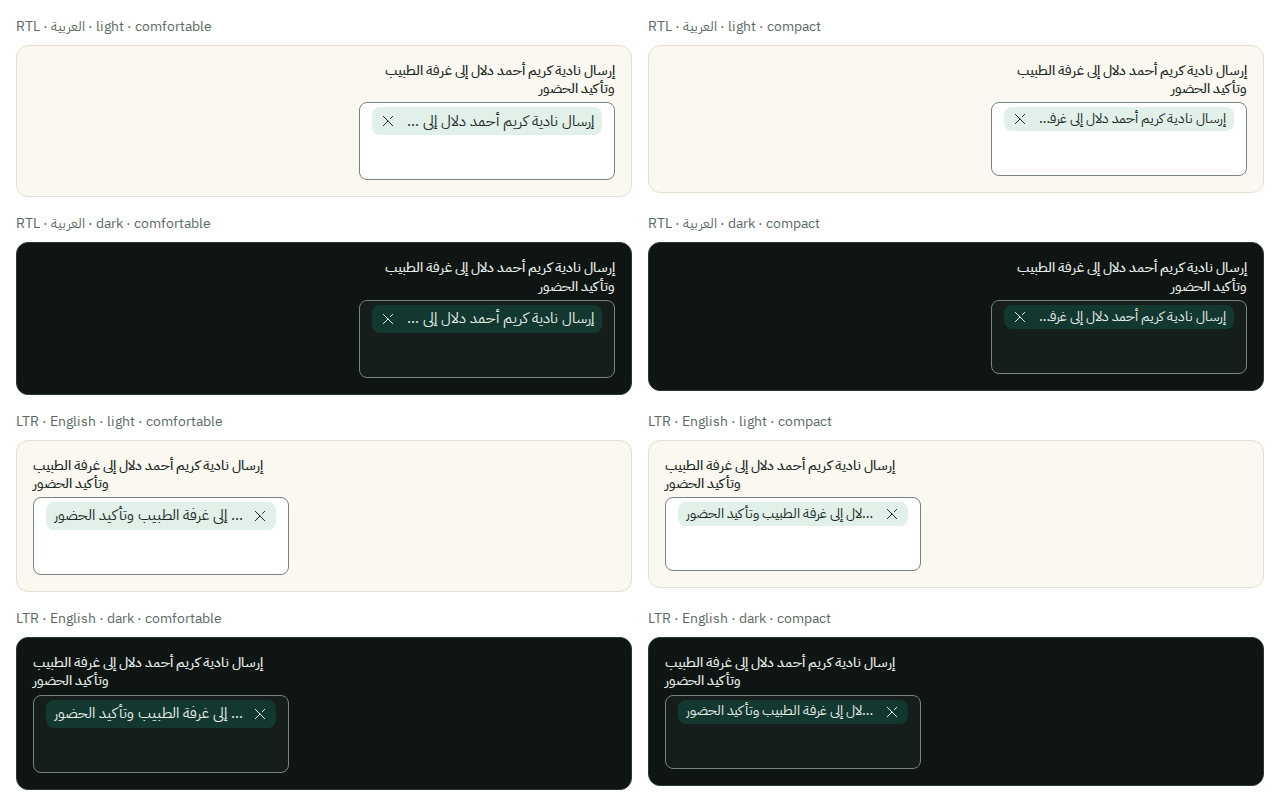 RTL · العربية · light · comfortable
إرسال نادية كريم أحمد دلال إلى غرفة الطبيب
وتأكيد الحضور
إرسال نادية كريم أحمد دلال إلى ...
RTL · العربية · light · compact
إرسال نادية كريم أحمد دلال إلى غرفة الطبيب
وتأكيد الحضور
إرسال نادية كريم أحمد دلال إلى غرف...
RTL · العربية · dark · comfortable
إرسال نادية كريم أحمد دلال إلى غرفة الطبيب
وتأكيد الحضور
إرسال نادية كريم أحمد دلال إلى ...
RTL · العربية · dark · compact
إرسال نادية كريم أحمد دلال إلى غرفة الطبيب
وتأكيد الحضور
إرسال نادية كريم أحمد دلال إلى غرف...
LTR · English · light · comfortable
إرسال نادية كريم أحمد دلال إلى غرفة الطبيب
وتأكيد الحضور
... إلى غرفة الطبيب وتأكيد الحضور
LTR · English · light · compact
إرسال نادية كريم أحمد دلال إلى غرفة الطبيب
وتأكيد الحضور
...لال إلى غرفة الطبيب وتأكيد الحضور
LTR · English · dark · comfortable
إرسال نادية كريم أحمد دلال إلى غرفة الطبيب
وتأكيد الحضور
... إلى غرفة الطبيب وتأكيد الحضور
LTR · English · dark · compact
إرسال نادية كريم أحمد دلال إلى غرفة الطبيب
وتأكيد الحضور
...لال إلى غرفة الطبيب وتأكيد الحضور